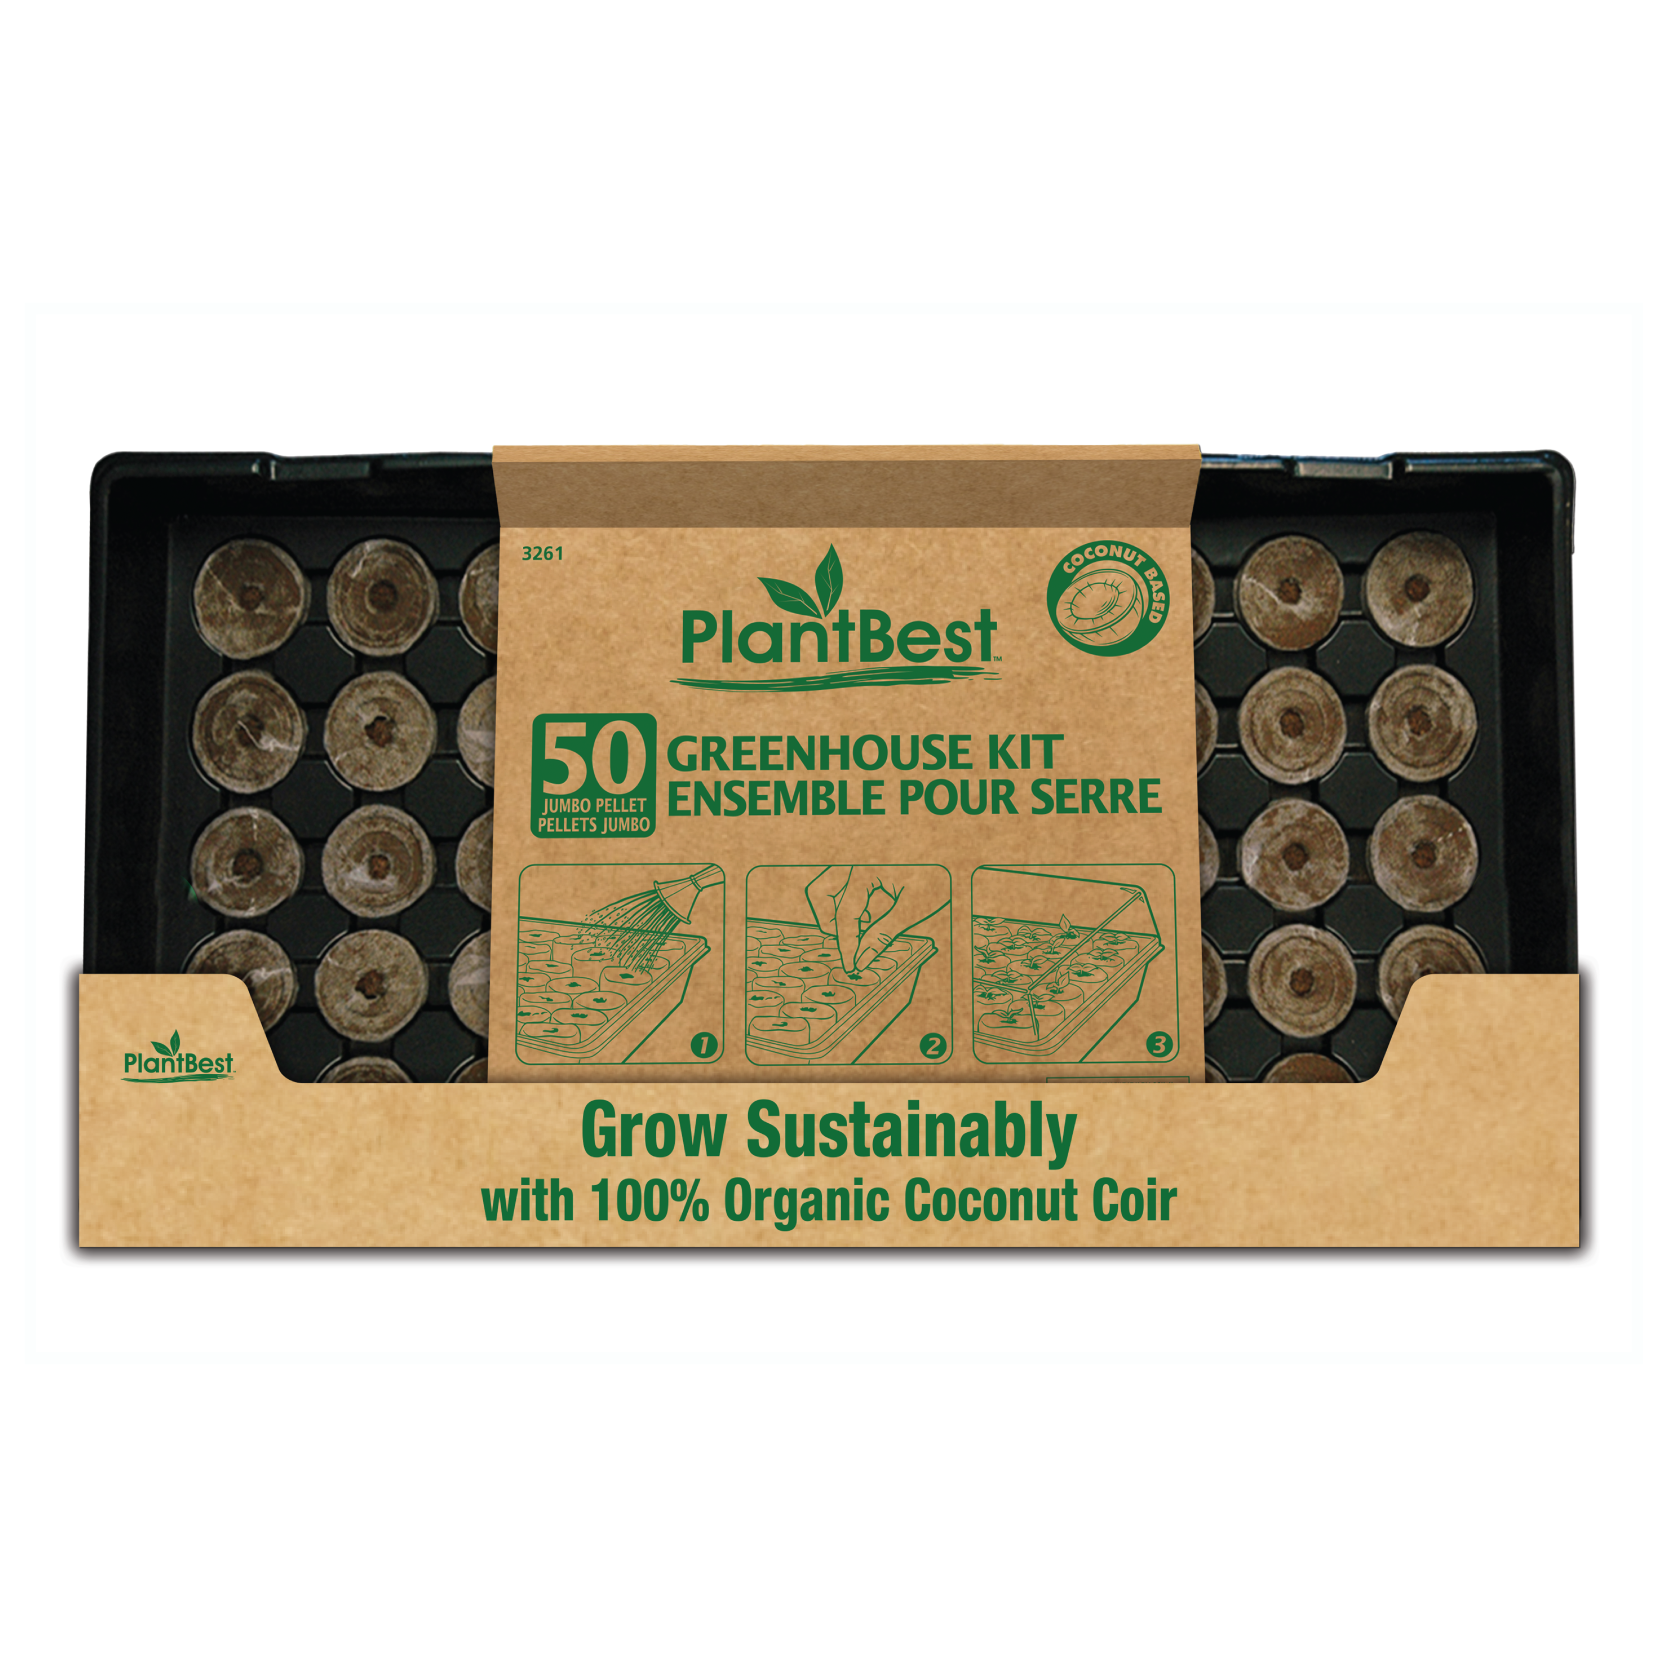 3261
COCONUT BASED
PlantBest™
50
JUMBO PELLET
PELLETS JUMBO
GREENHOUSE KIT
ENSEMBLE POUR SERRE
1
2
3
PlantBest
Grow Sustainably
with 100% Organic Coconut Coir